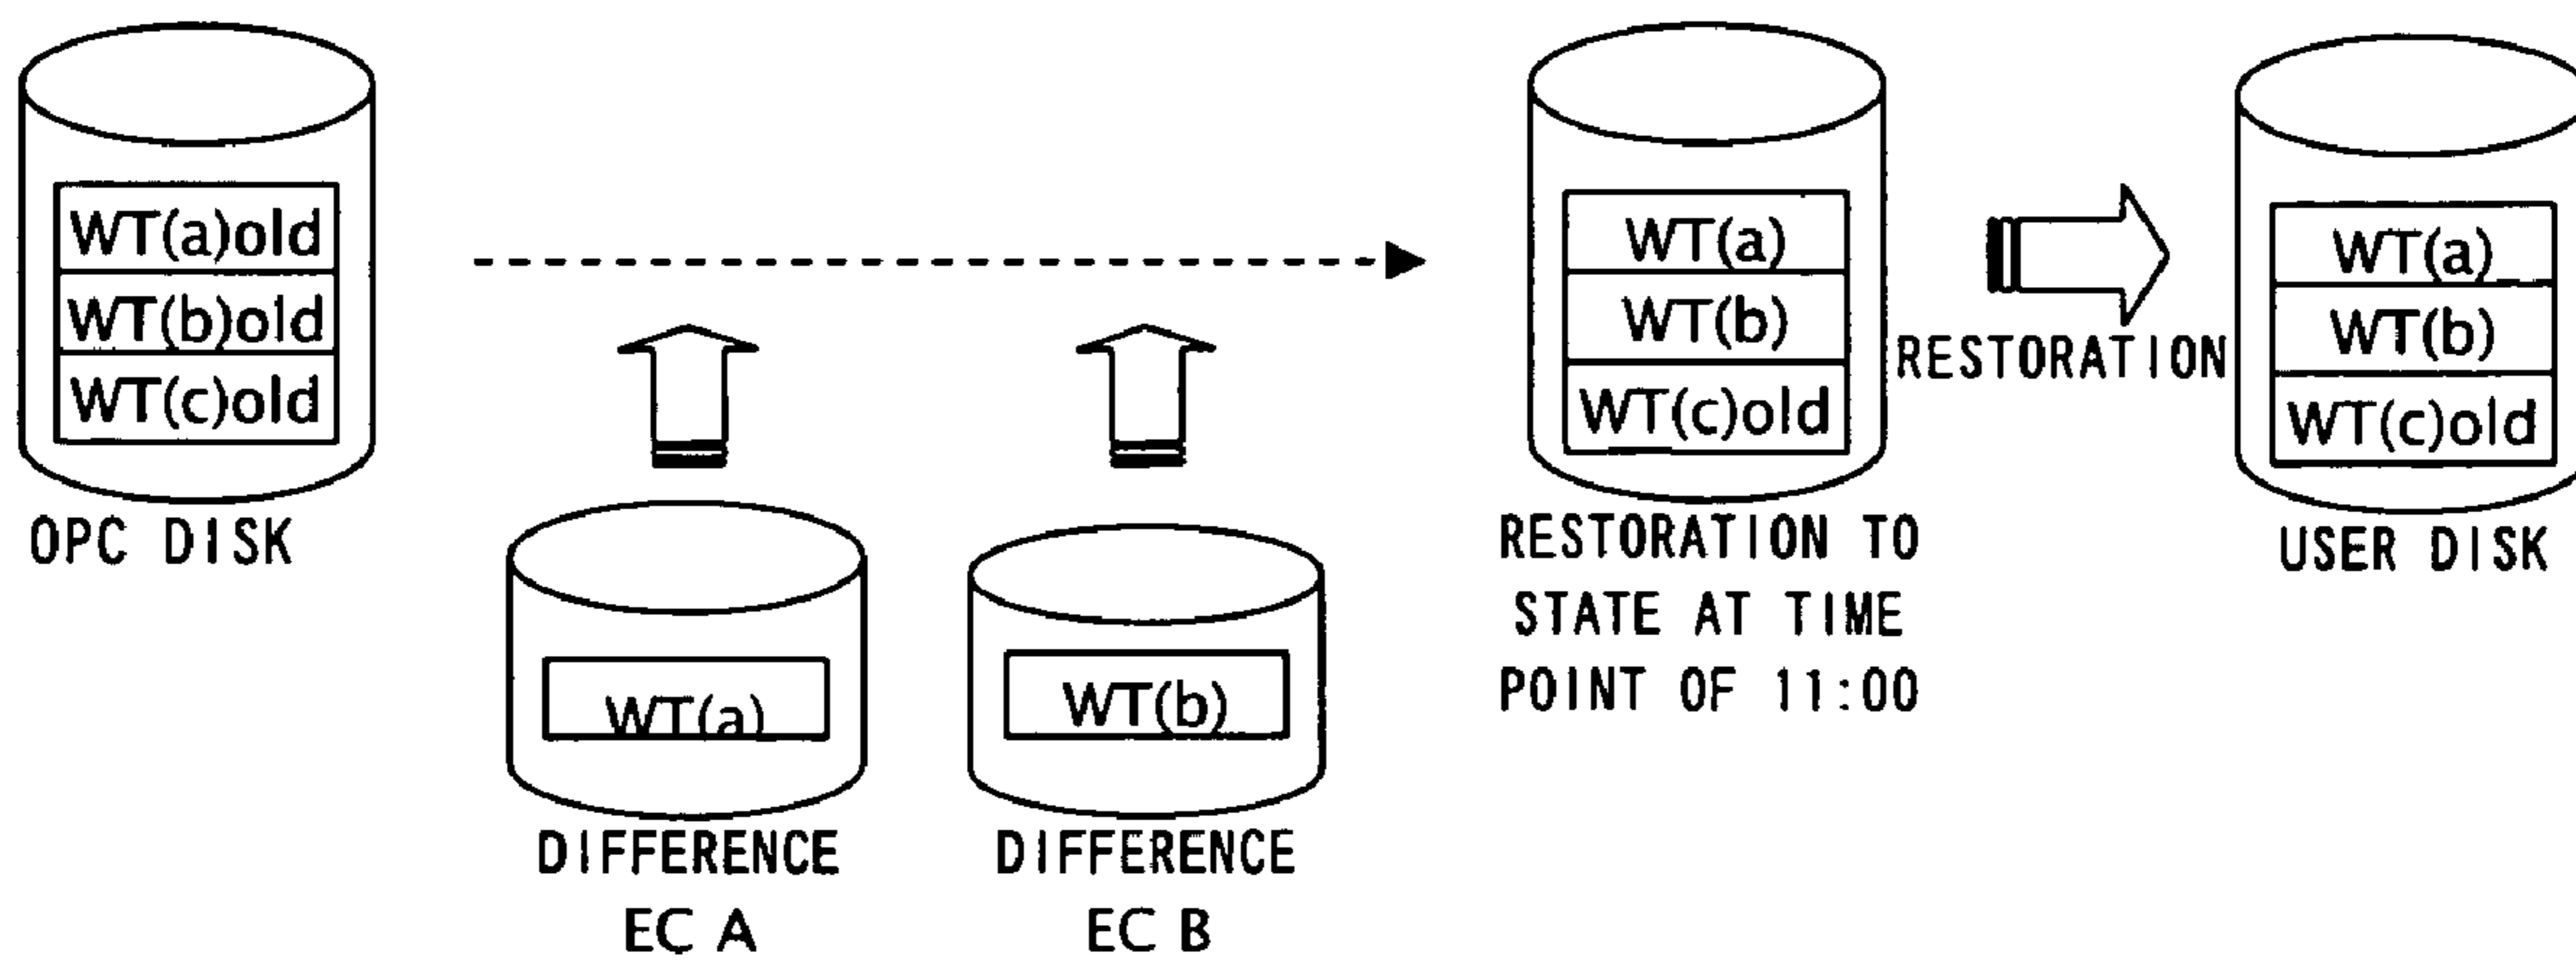 WT(a)old
WT(b)old
WT(c)old
OPC DISK
WT(a)
DIFFERENCE
EC A
WT(b)
DIFFERENCE
EC B
WT(a)
WT(b)
WT(c)old
RESTORATION TO
STATE AT TIME
POINT OF 11:00
RESTORATION
WT(a)
WT(b)
WT(c)old
USER DISK